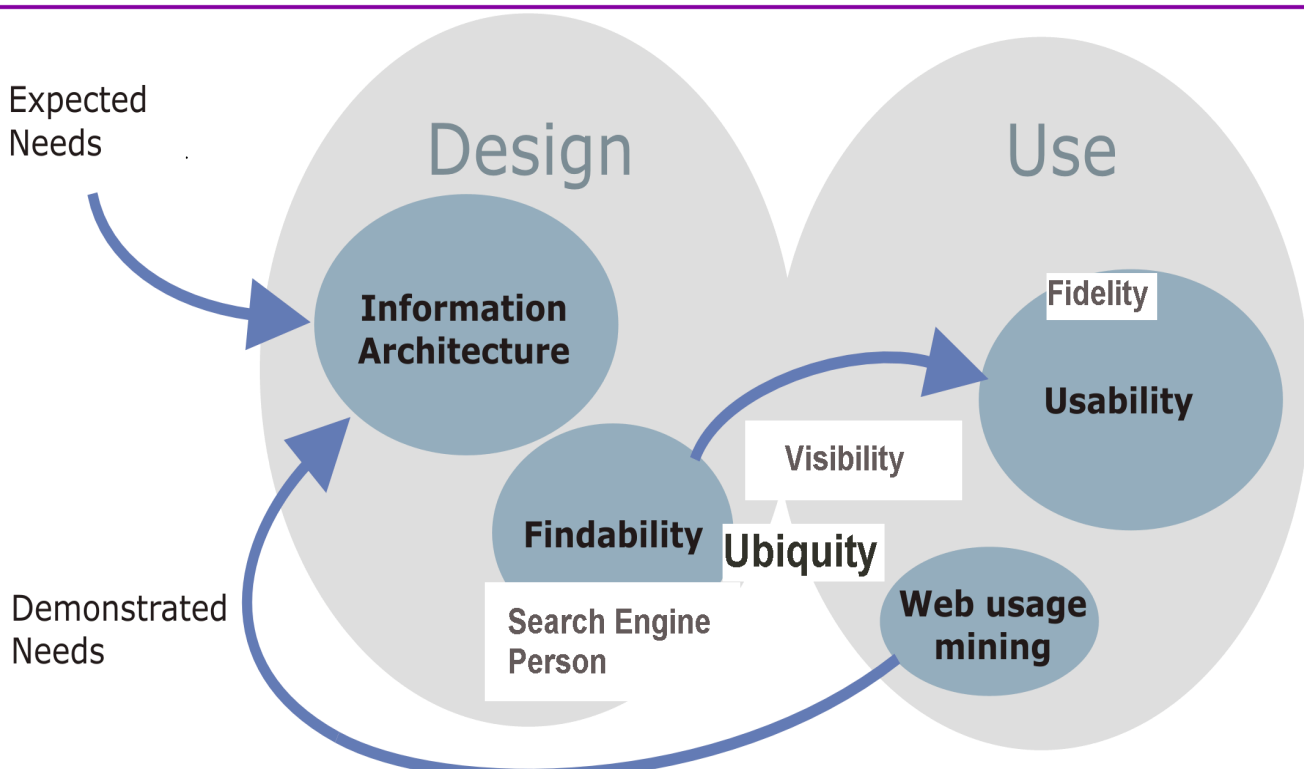 Expected
Needs
Design
Use
Information
Architecture
Fidelity
Usability
Visibility
Findability
Ubiquity
Search Engine
Person
Web usage
mining
Demonstrated
Needs